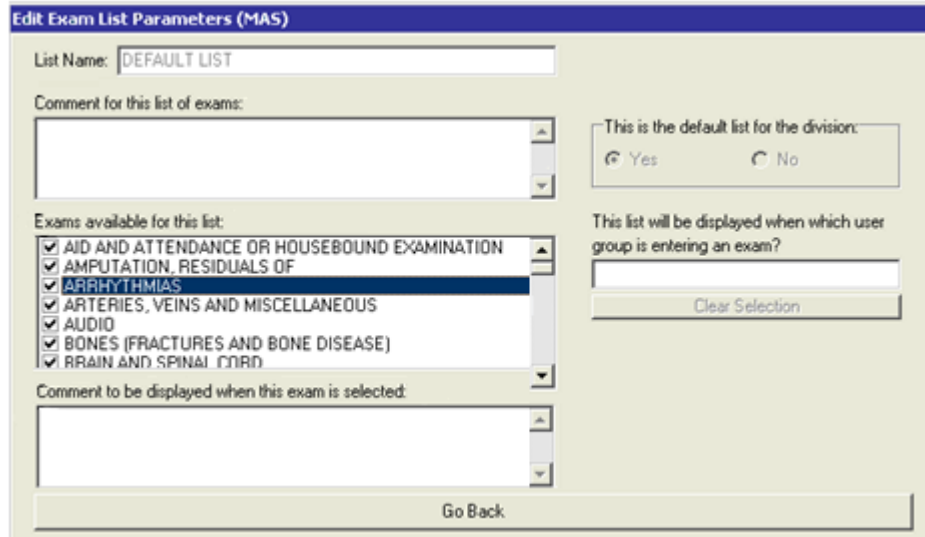 Edit Exam List Parameters (MAS)
List Name: DEFAULT LIST
Comment for this list of exams:
This is the default list for the division:
Yes No
Exams available for this list:
AID AND ATTENDANCE OR HOUSEBOUND EXAMINATION
AMPUTATION, RESIDUALS OF
ARRHYTHMIAS
ARTERIES, VEINS AND MISCELLANEOUS
AUDIO
BONES (FRACTURES AND BONE DISEASE)
BRAIN AND SPINAL CORD
This list will be displayed when which user
group is entering an exam?
Clear Selection
Comment to be displayed when this exam is selected:
Go Back